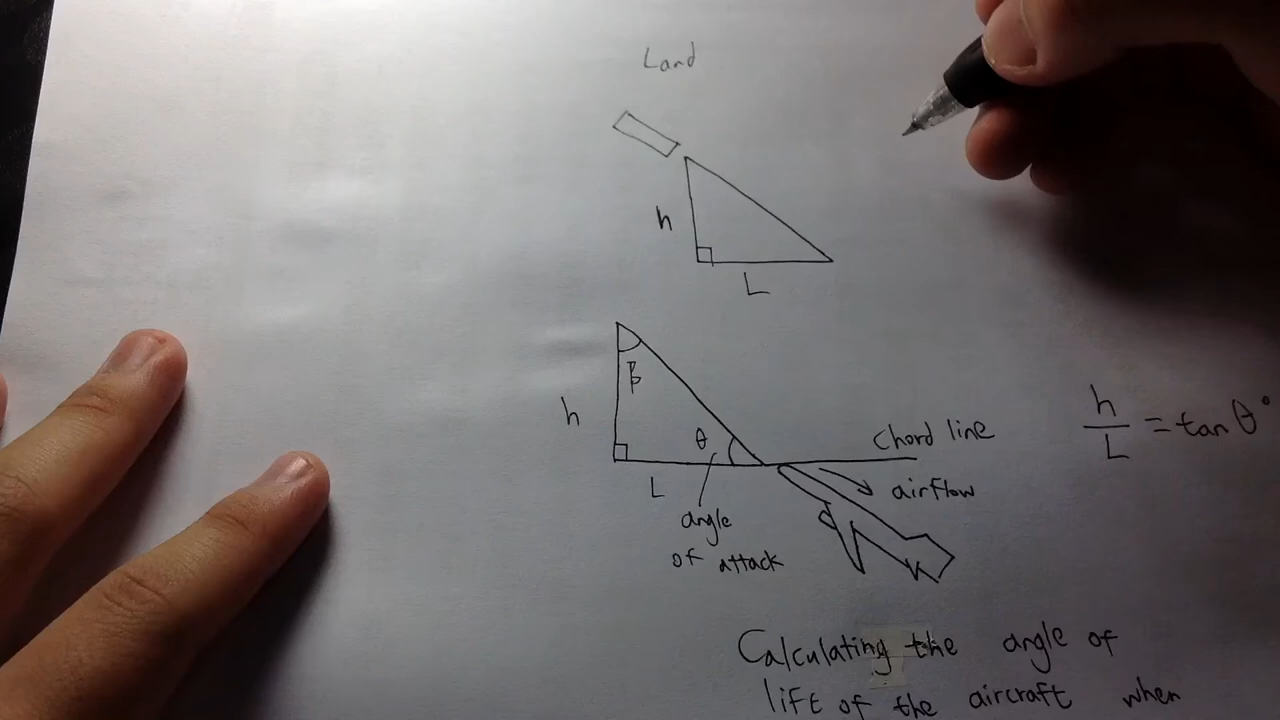 Land
h
L
β
h
θ
L
chord line
airflow
angle
of attack
h/L = tan θ°
Calculating the angle of
lift of the aircraft when